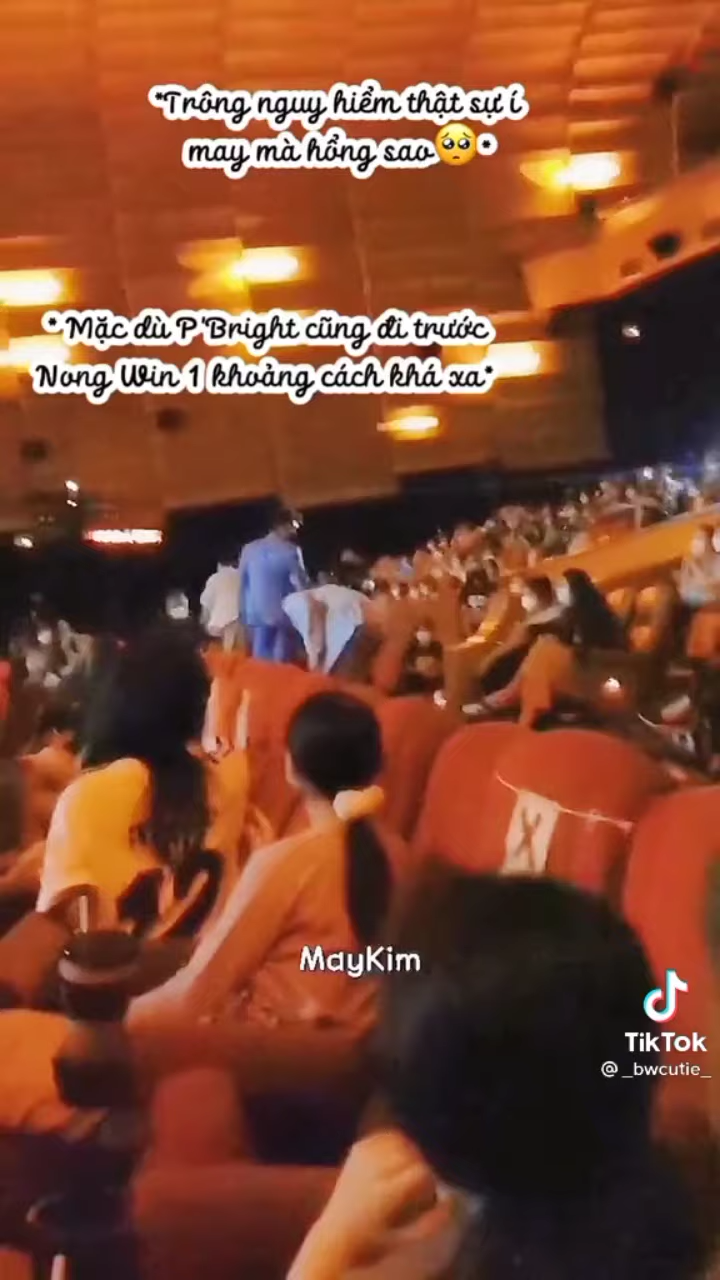 *Trông nguy hiểm thật sự í
may mà hổng sao🥺*
* Mặc dù P'Bright cũng đi trước
Nong Win 1 khoảng cách khá xa*
X
MayKim
TikTok
@_bwcutie_